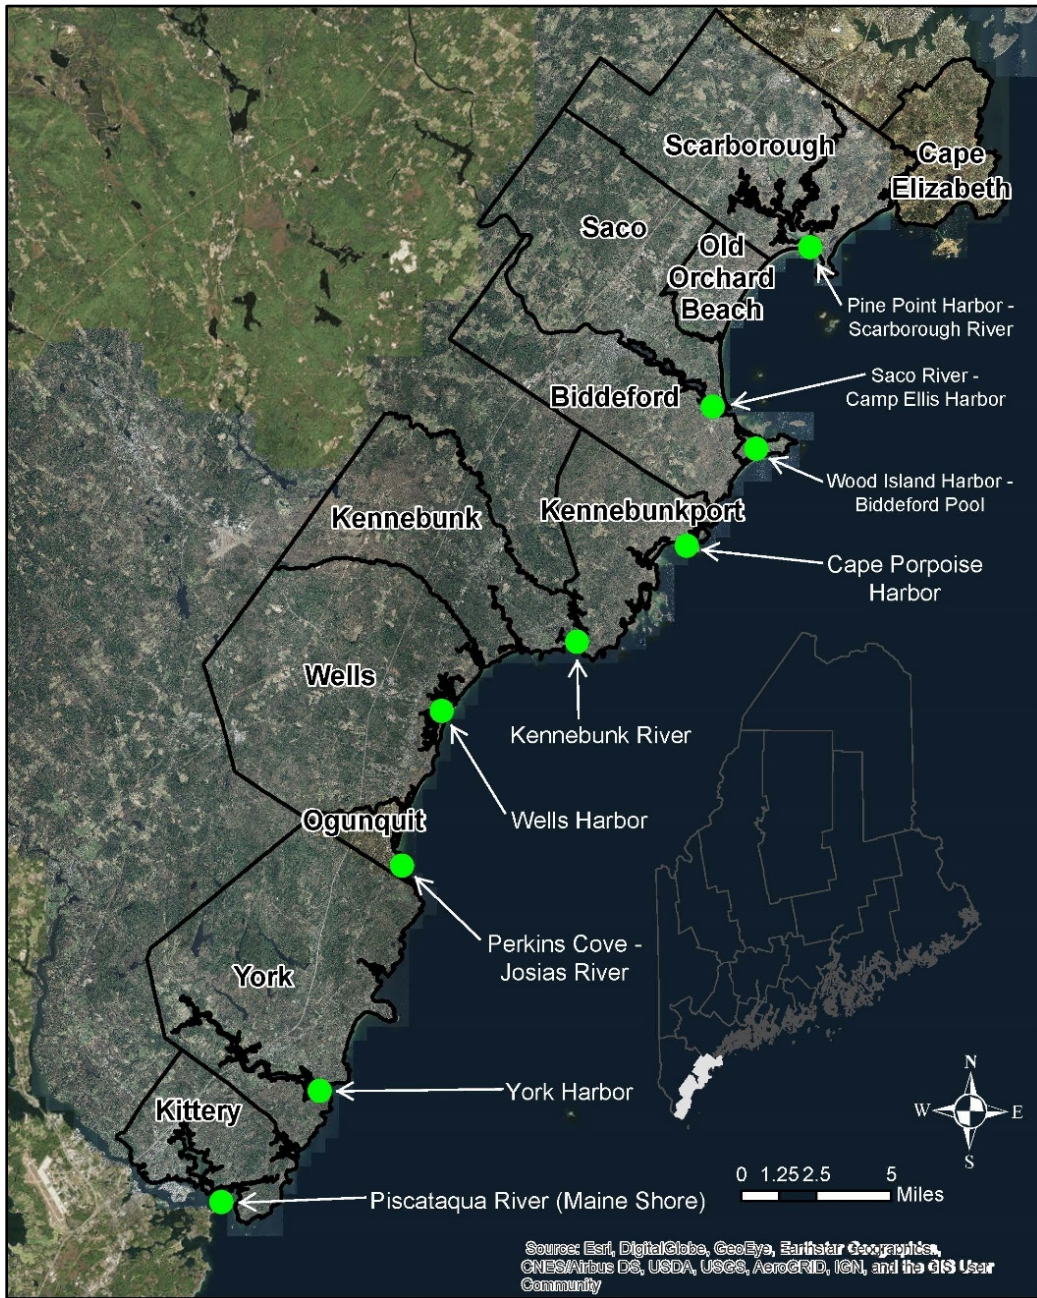 Scarborough
Cape
Elizabeth
Saco
Old
Orchard
Beach
Pine Point Harbor -
Scarborough River
Saco River -
Camp Ellis Harbor
Biddeford
Wood Island Harbor -
Biddeford Pool
Kennebunk
Kennebunkport
Cape Porpoise
Harbor
Wells
Kennebunk River
Ogunquit
Wells Harbor
Perkins Cove -
Josias River
York
York Harbor
Kittery
N
W E
S
0 1.25 2.5 5
Miles
Piscataqua River (Maine Shore)
Source: Esri, DigitalGlobe, GeoEye, Earthstar Geographics,
CNES/Airbus DS, USDA, USGS, AeroGRID, IGN, and the GIS User
Community